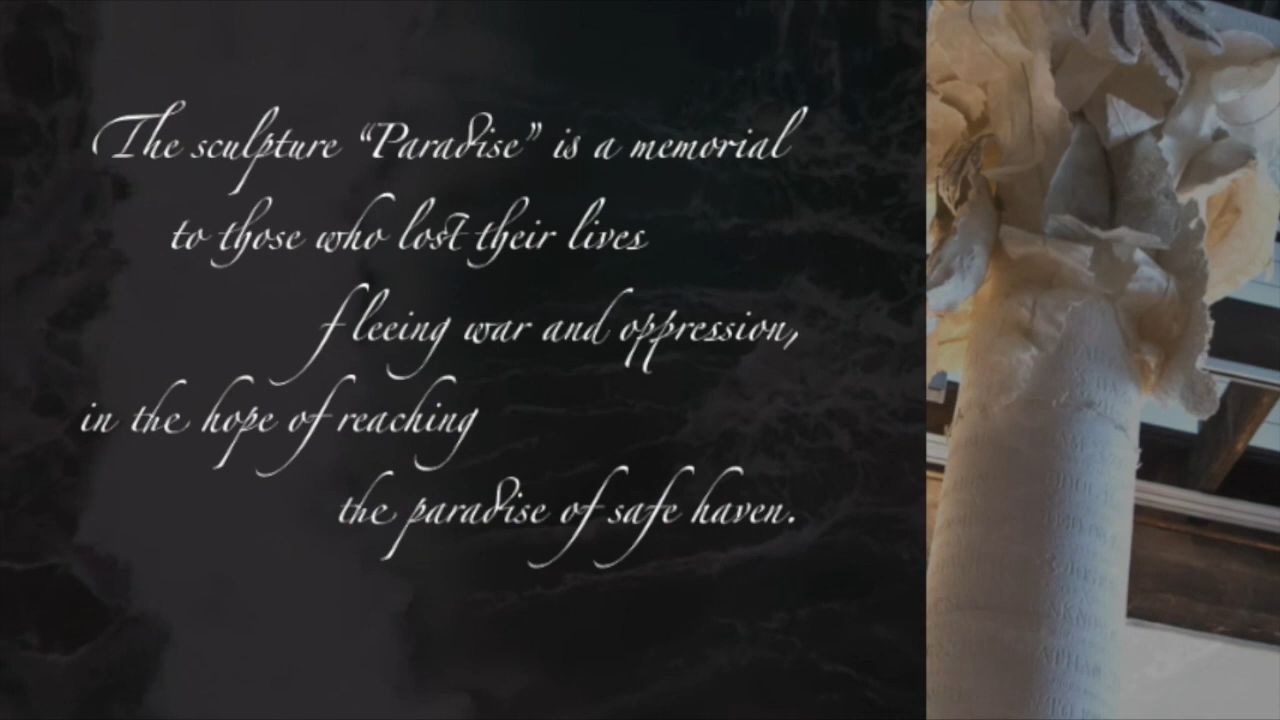 The sculpture “Paradise” is a memorial
to those who lost their lives
fleeing war and oppression,
in the hope of reaching
the paradise of safe haven.